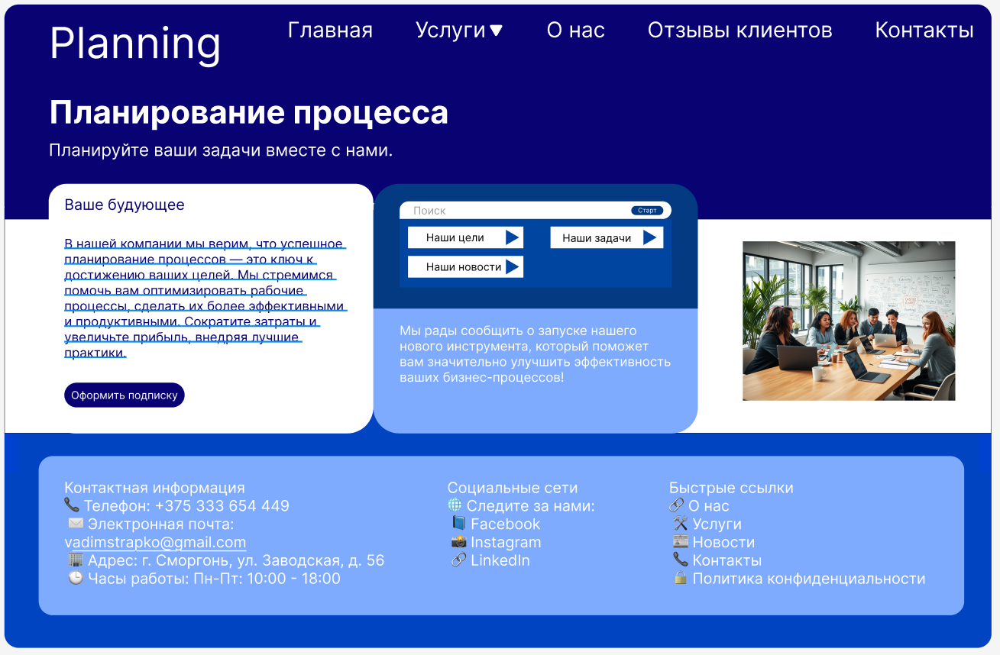 Planning
Главная Услуги О нас Отзывы клиентов Контакты
Планирование процесса
Планируйте ваши задачи вместе с нами.
Ваше будующее
В нашей компании мы верим, что успешное
планирование процессов — это ключ к
достижению ваших целей. Мы стремимся
помочь вам оптимизировать рабочие
процессы, сделать их более эффективными
и продуктивными. Сократите затраты и
увеличьте прибыль, внедряя лучшие
практики.
Оформить подписку
Поиск Старт
Наши цели Наши задачи
Наши новости
Мы рады сообщить о запуске нашего
нового инструмента, который поможет
вам значительно улучшить эффективность
ваших бизнес-процессов!
Контактная информация
📞 Телефон: +375 333 654 449
✉️ Электронная почта:
vadimstrapko@gmail.com
🏢 Адрес: г. Сморгонь, ул. Заводская, д. 56
🕒 Часы работы: Пн-Пт: 10:00 - 18:00
Социальные сети
🌐 Следите за нами:
📘 Facebook
📸 Instagram
🔗 LinkedIn
Быстрые ссылки
🔗 О нас
🛠️ Услуги
📰 Новости
📞 Контакты
🔒 Политика конфиденциальности